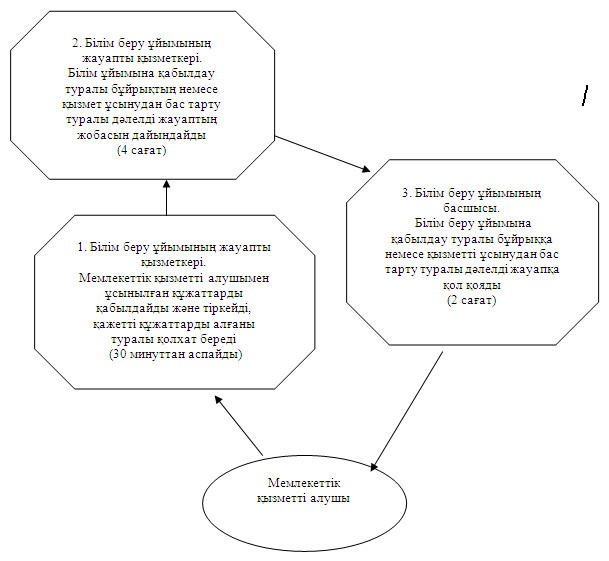 2. Білім беру ұйымының
жауапты қызметкері.
Білім ұйымына қабылдау
туралы бұйрықтың немесе
қызмет ұсынудан бас тарту
туралы дәлелді жауаптың
жобасын дайындайды
(4 сағат)
3. Білім беру ұйымының
басшысы.
Білім беру ұйымына
қабылдау туралы бұйрыққа
немесе қызметті ұсынудан бас
тарту туралы дәлелді жауапқа
қол қояды
(2 сағат)
1. Білім беру ұйымының жауапты
қызметкері.
Мемлекеттік қызметті алушымен
ұсынылған құжаттарды
қабылдайды және тіркейді,
қажетті құжаттарды алғаны
туралы қолхат береді
(30 минуттан аспайды)
Мемлекеттік
қызметті алушы